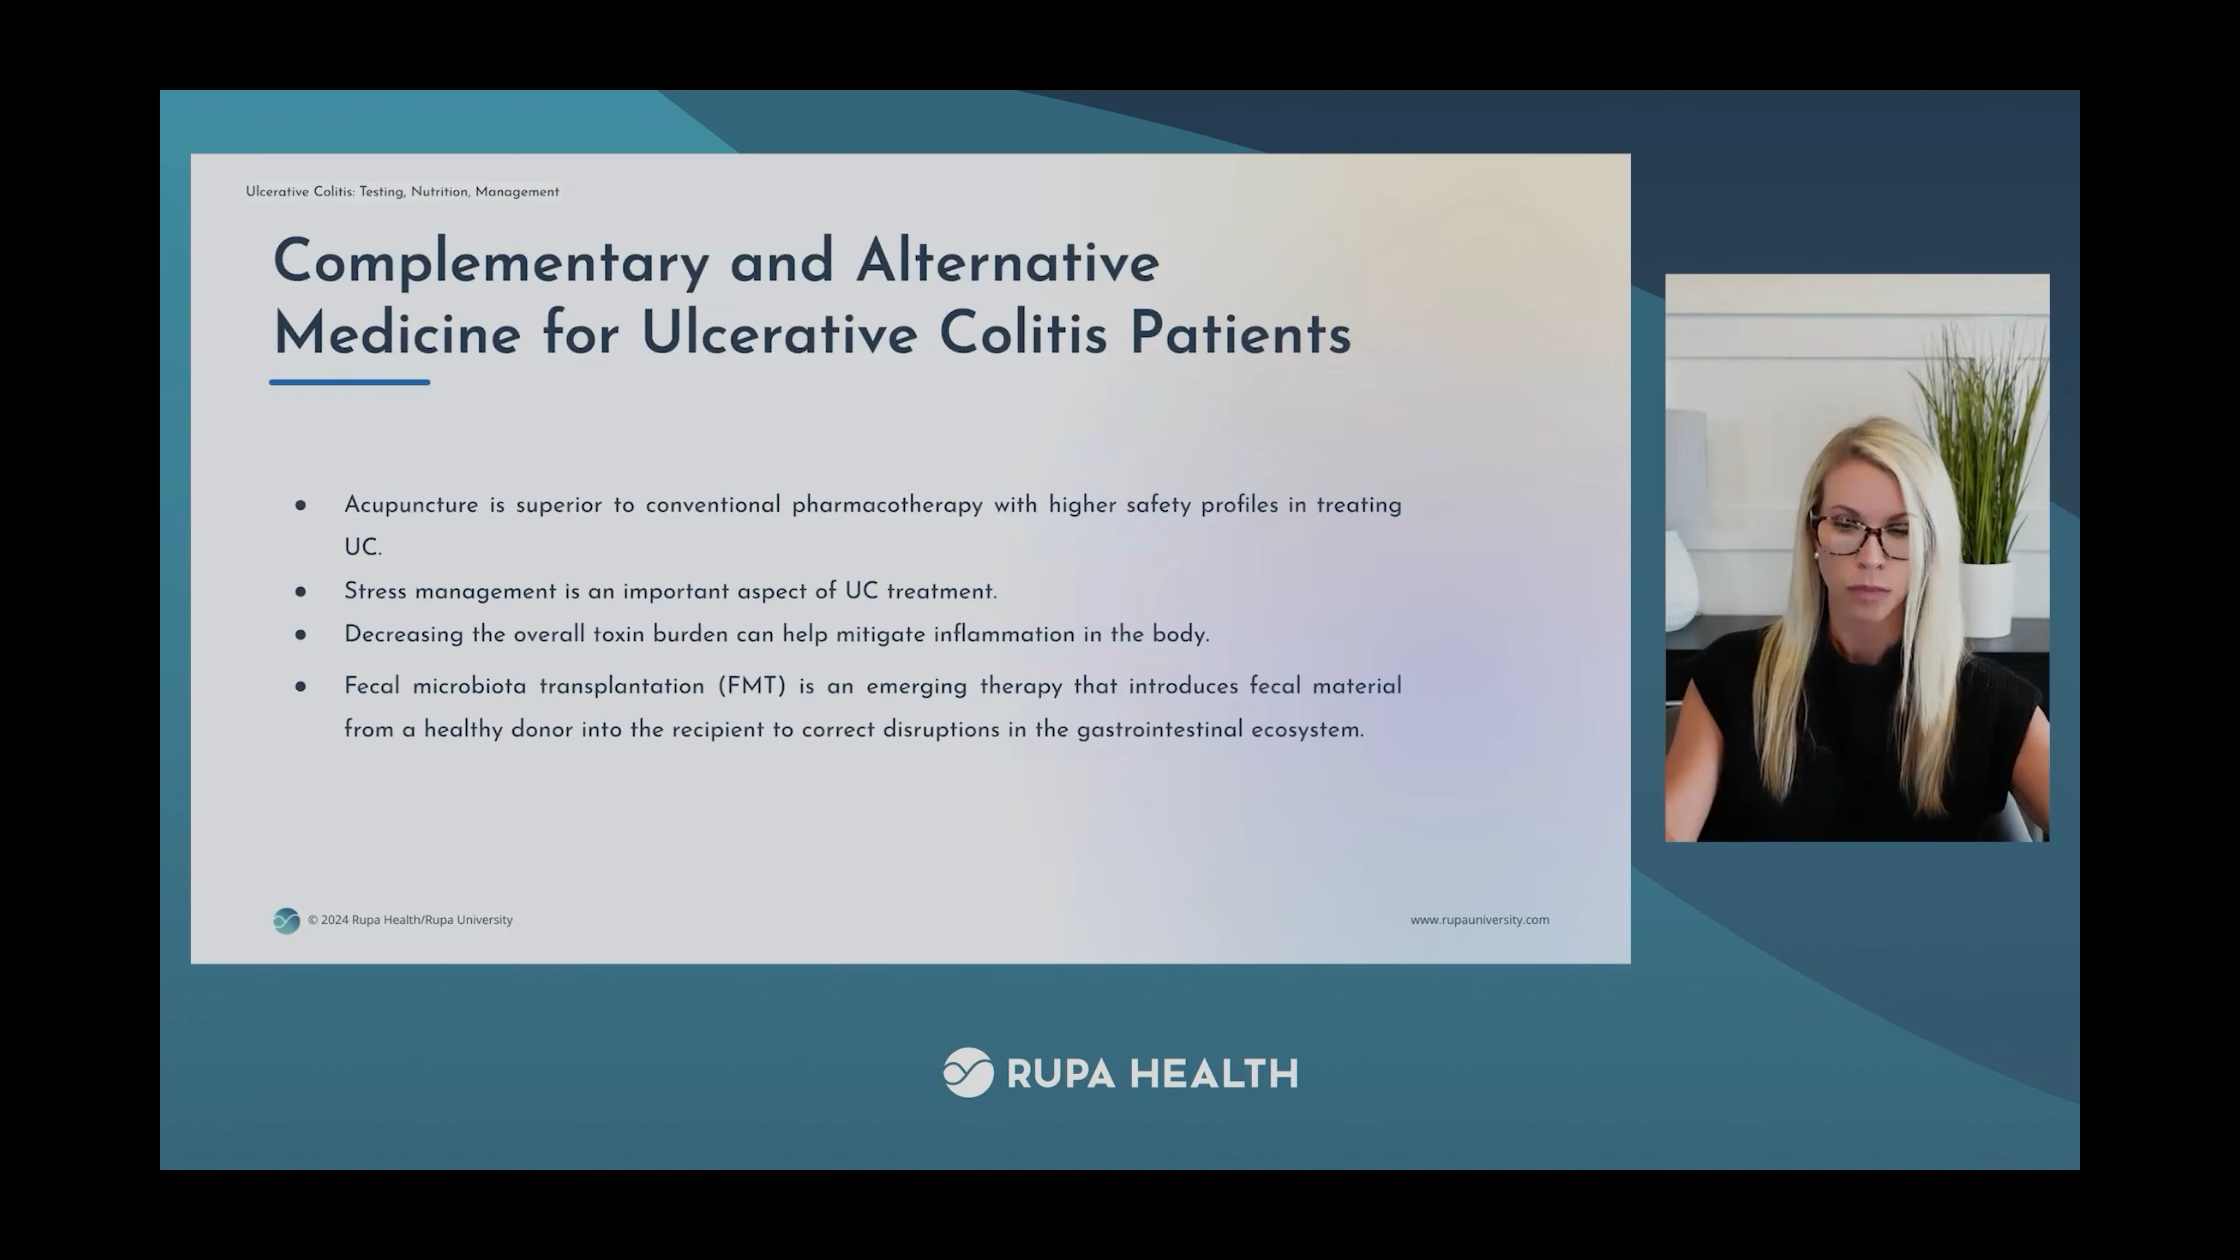 Ulcerative Colitis: Testing, Nutrition, Management
Complementary and Alternative
Medicine for Ulcerative Colitis Patients
● Acupuncture is superior to conventional pharmacotherapy with higher safety profiles in treating
UC.
● Stress management is an important aspect of UC treatment.
● Decreasing the overall toxin burden can help mitigate inflammation in the body.
● Fecal microbiota transplantation (FMT) is an emerging therapy that introduces fecal material
from a healthy donor into the recipient to correct disruptions in the gastrointestinal ecosystem.
© 2024 Rupa Health/Rupa University
www.rupauniversity.com
RUPA HEALTH